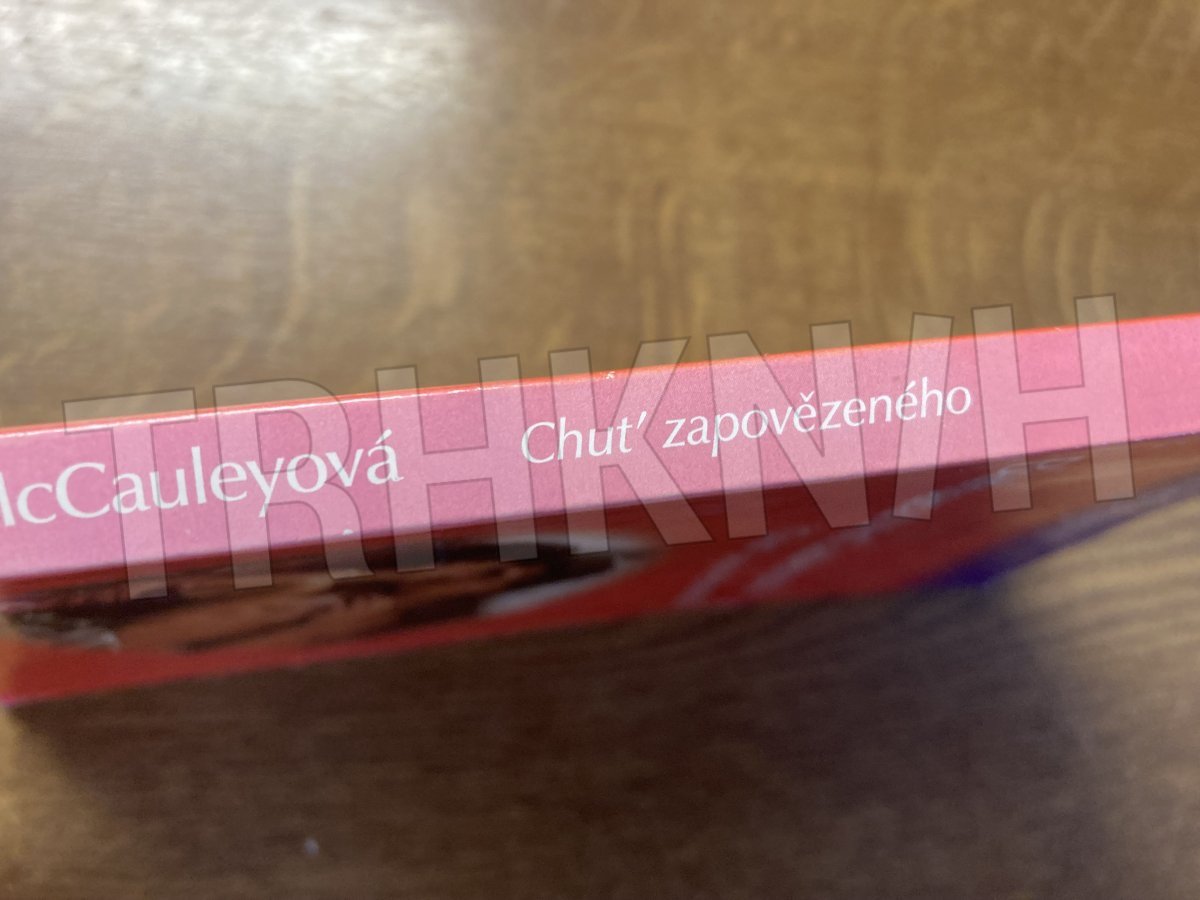 McCauleyová Chuť zapovězeného
TRHKNIH